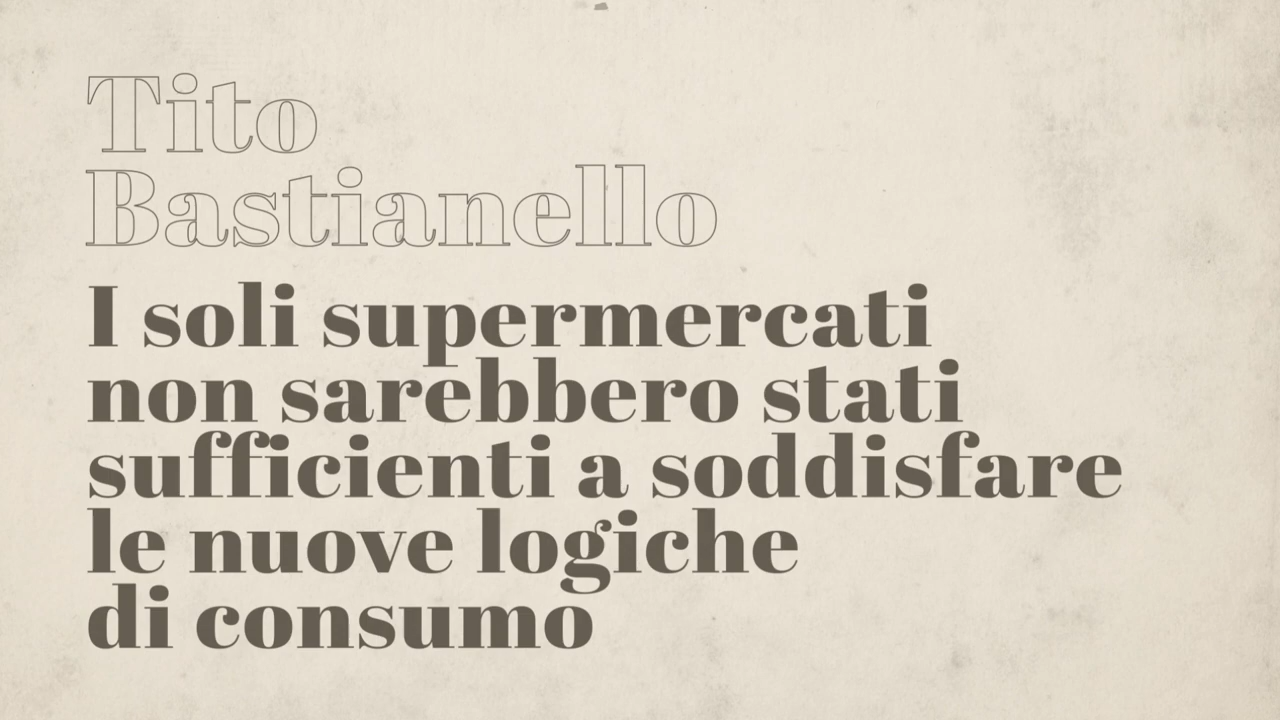 Tito
Bastianello
I soli supermercati
non sarebbero stati
sufficienti a soddisfare
le nuove logiche
di consumo